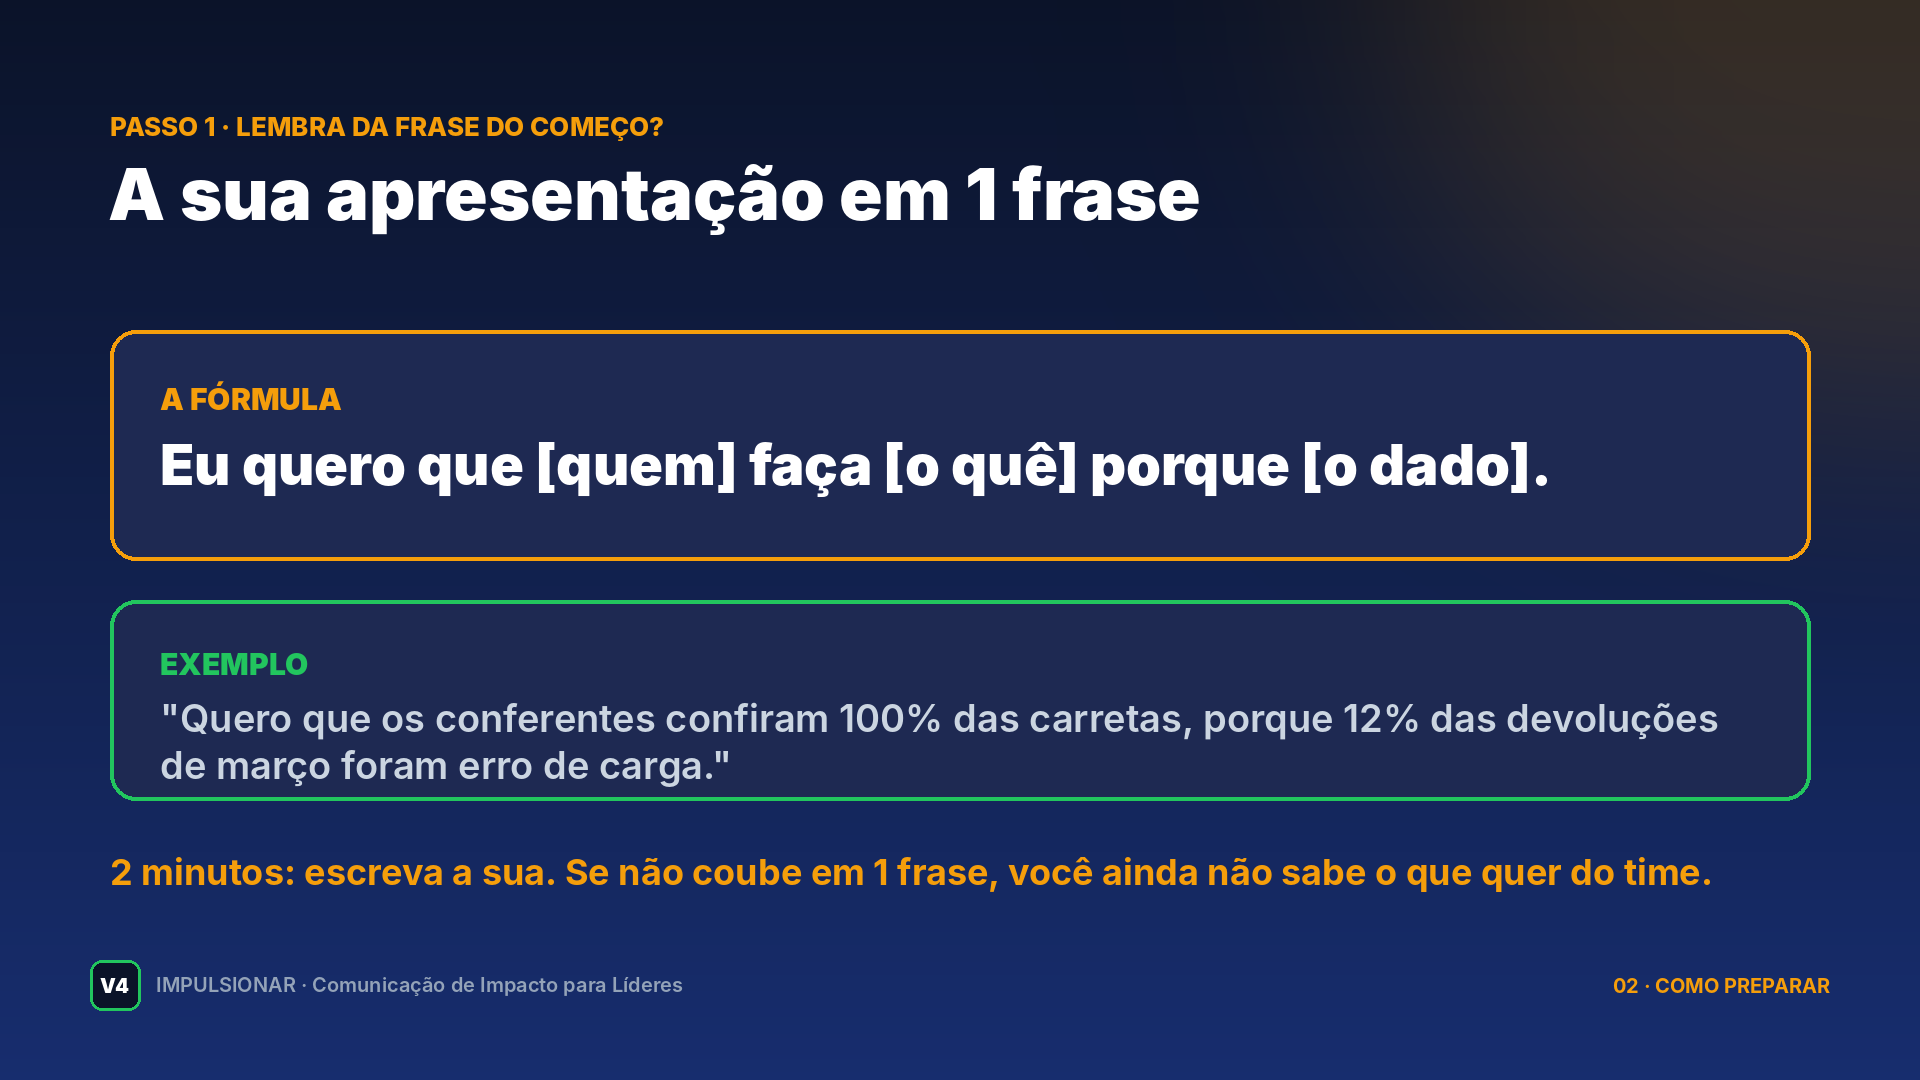 PASSO 1 · LEMBRA DA FRASE DO COMEÇO?
A sua apresentação em 1 frase
A FÓRMULA
Eu quero que [quem] faça [o quê] porque [o dado].
EXEMPLO
"Quero que os conferentes confiram 100% das carretas, porque 12% das devoluções
de março foram erro de carga."
2 minutos: escreva a sua. Se não coube em 1 frase, você ainda não sabe o que quer do time.
V4 IMPULSIONAR · Comunicação de Impacto para Líderes
02 · COMO PREPARAR